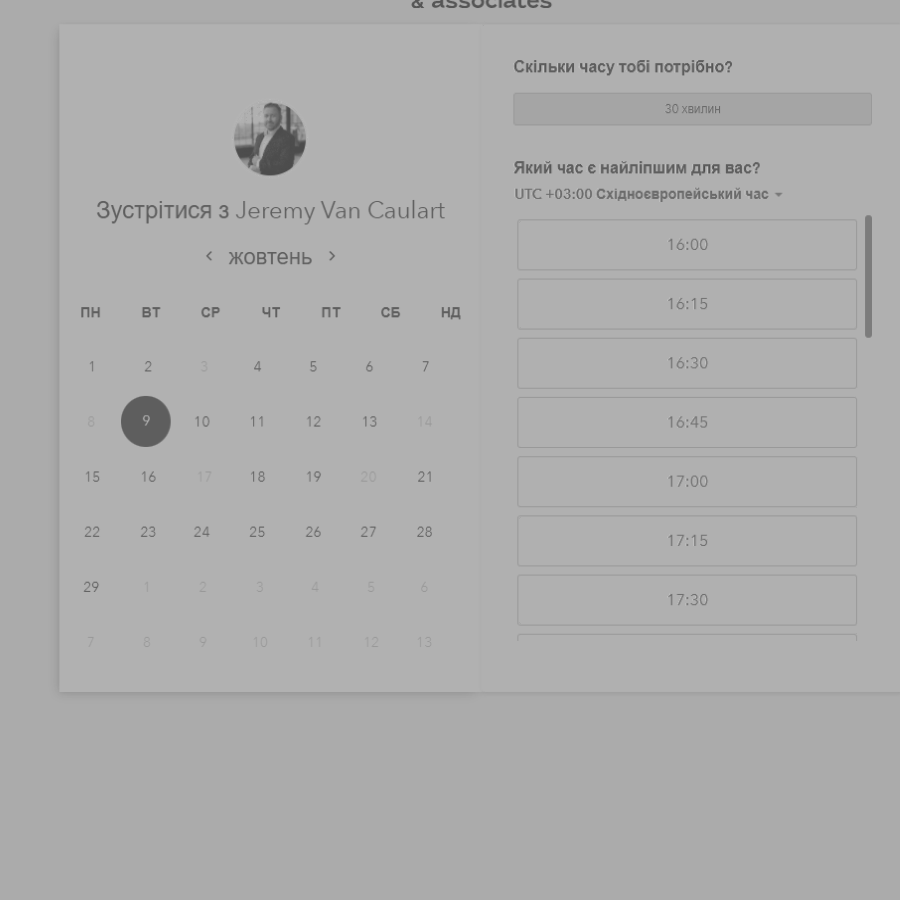 & associates
Зустрітися з Jeremy Van Caulart
жовтень
ПН ВТ СР ЧТ ПТ СБ НД
1 2 3 4 5 6 7
8 9 10 11 12 13 14
15 16 17 18 19 20 21
22 23 24 25 26 27 28
29 1 2 3 4 5 6
7 8 9 10 11 12 13
Скільки часу тобі потрібно?
30 хвилин
Який час є найліпшим для вас?
UTC +03:00 Східноєвропейський час
16:00
16:15
16:30
16:45
17:00
17:15
17:30